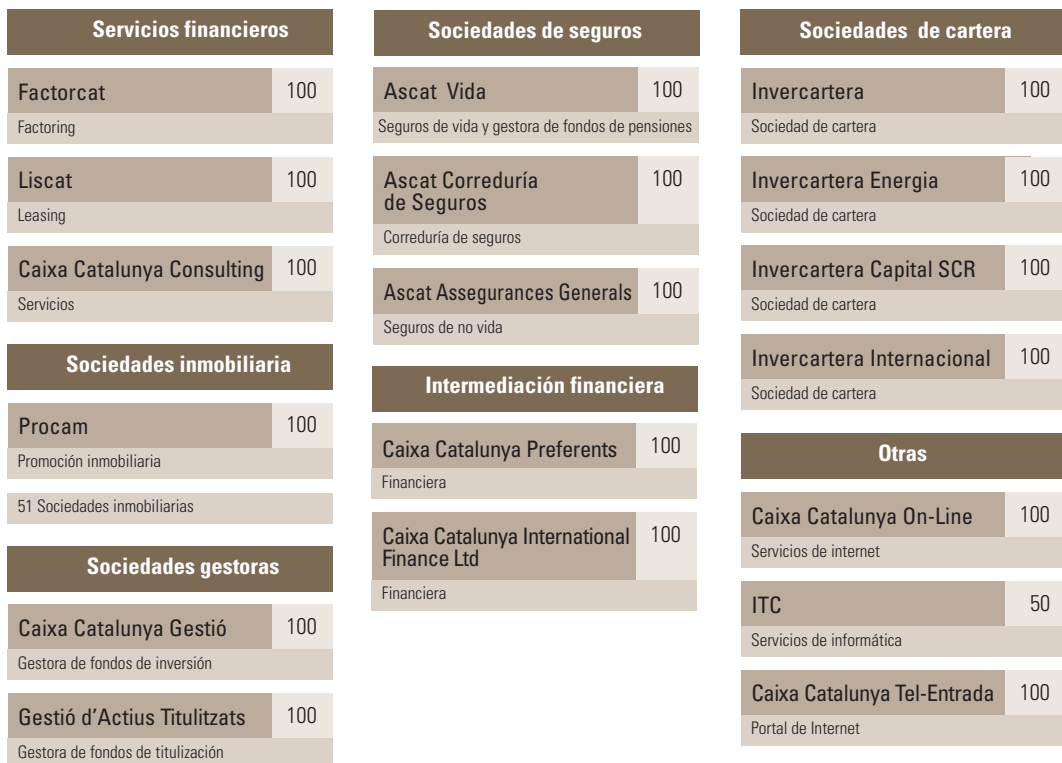 Servicios financieros
Factorcat 100
Factoring
Liscat 100
Leasing
Caixa Catalunya Consulting 100
Servicios
Sociedades inmobiliaria
Procam 100
Promoción inmobiliaria
51 Sociedades inmobiliarias
Sociedades gestoras
Caixa Catalunya Gestió 100
Gestora de fondos de inversión
Gestió d’Actius Titulitzats 100
Gestora de fondos de titulización
Sociedades de seguros
Ascat Vida 100
Seguros de vida y gestora de fondos de pensiones
Ascat Correduría 100
de Seguros
Correduría de seguros
Ascat Assegurances Generals 100
Seguros de no vida
Intermediación financiera
Caixa Catalunya Preferents 100
Financiera
Caixa Catalunya International 100
Finance Ltd
Financiera
Sociedades de cartera
Invercartera 100
Sociedad de cartera
Invercartera Energia 100
Sociedad de cartera
Invercartera Capital SCR 100
Sociedad de cartera
Invercartera Internacional 100
Sociedad de cartera
Otras
Caixa Catalunya On-Line 100
Servicios de internet
ITC 50
Servicios de informática
Caixa Catalunya Tel-Entrada 100
Portal de Internet